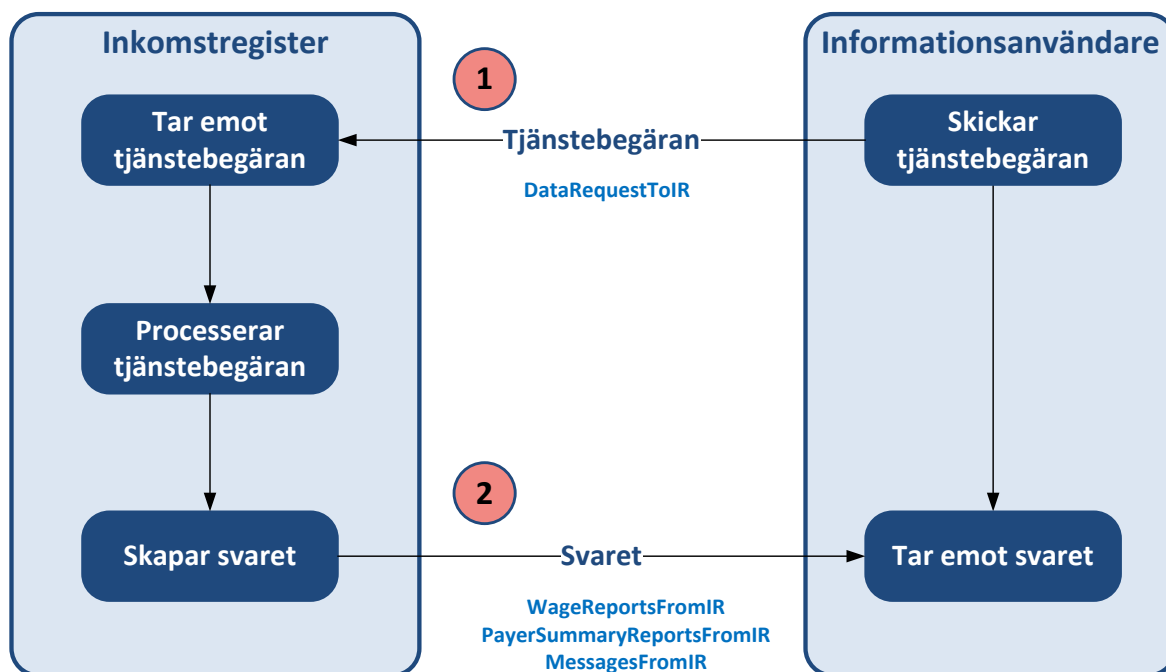 Inkomstregister
Informationsanvändare
1
Tar emot
tjänstebegäran
Tjänstebegäran
Skickar
tjänstebegäran
DataRequestToIR
Processerar
tjänstebegäran
2
Skapar svaret
Svaret
Tar emot svaret
WageReportsFromIR
PayerSummaryReportsFromIR
MessagesFromIR